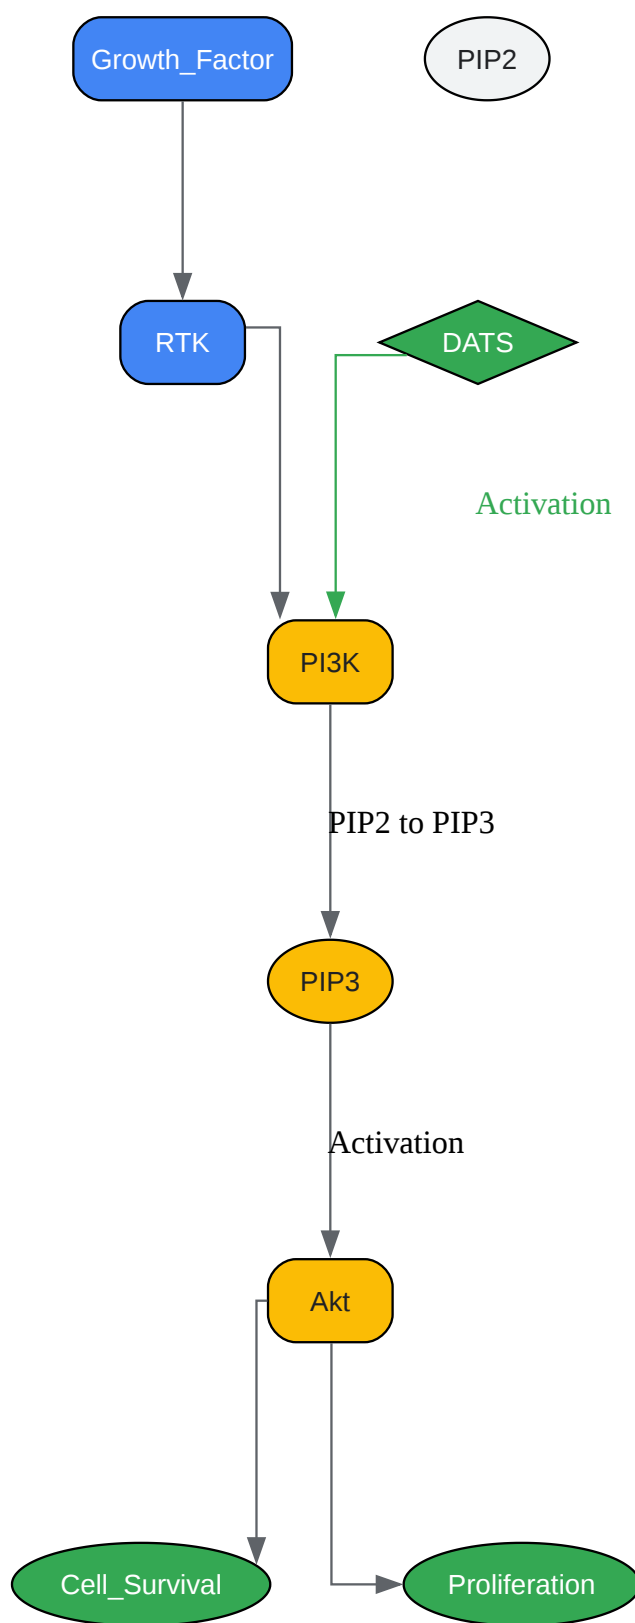 Growth_Factor
PIP2
RTK
DATS
Activation
PI3K
PIP2 to PIP3
PIP3
Activation
Akt
Cell_Survival
Proliferation